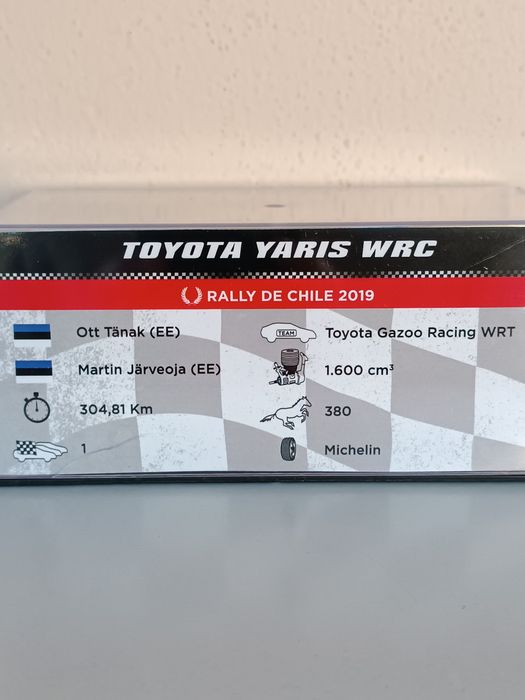 TOYOTA YARIS WRC
RALLY DE CHILE 2019
Ott Tänak (EE)
Martin Järveoja (EE)
304,81 Km
1
TEAM
Toyota Gazoo Racing WRT
1.600 cm³
380
Michelin